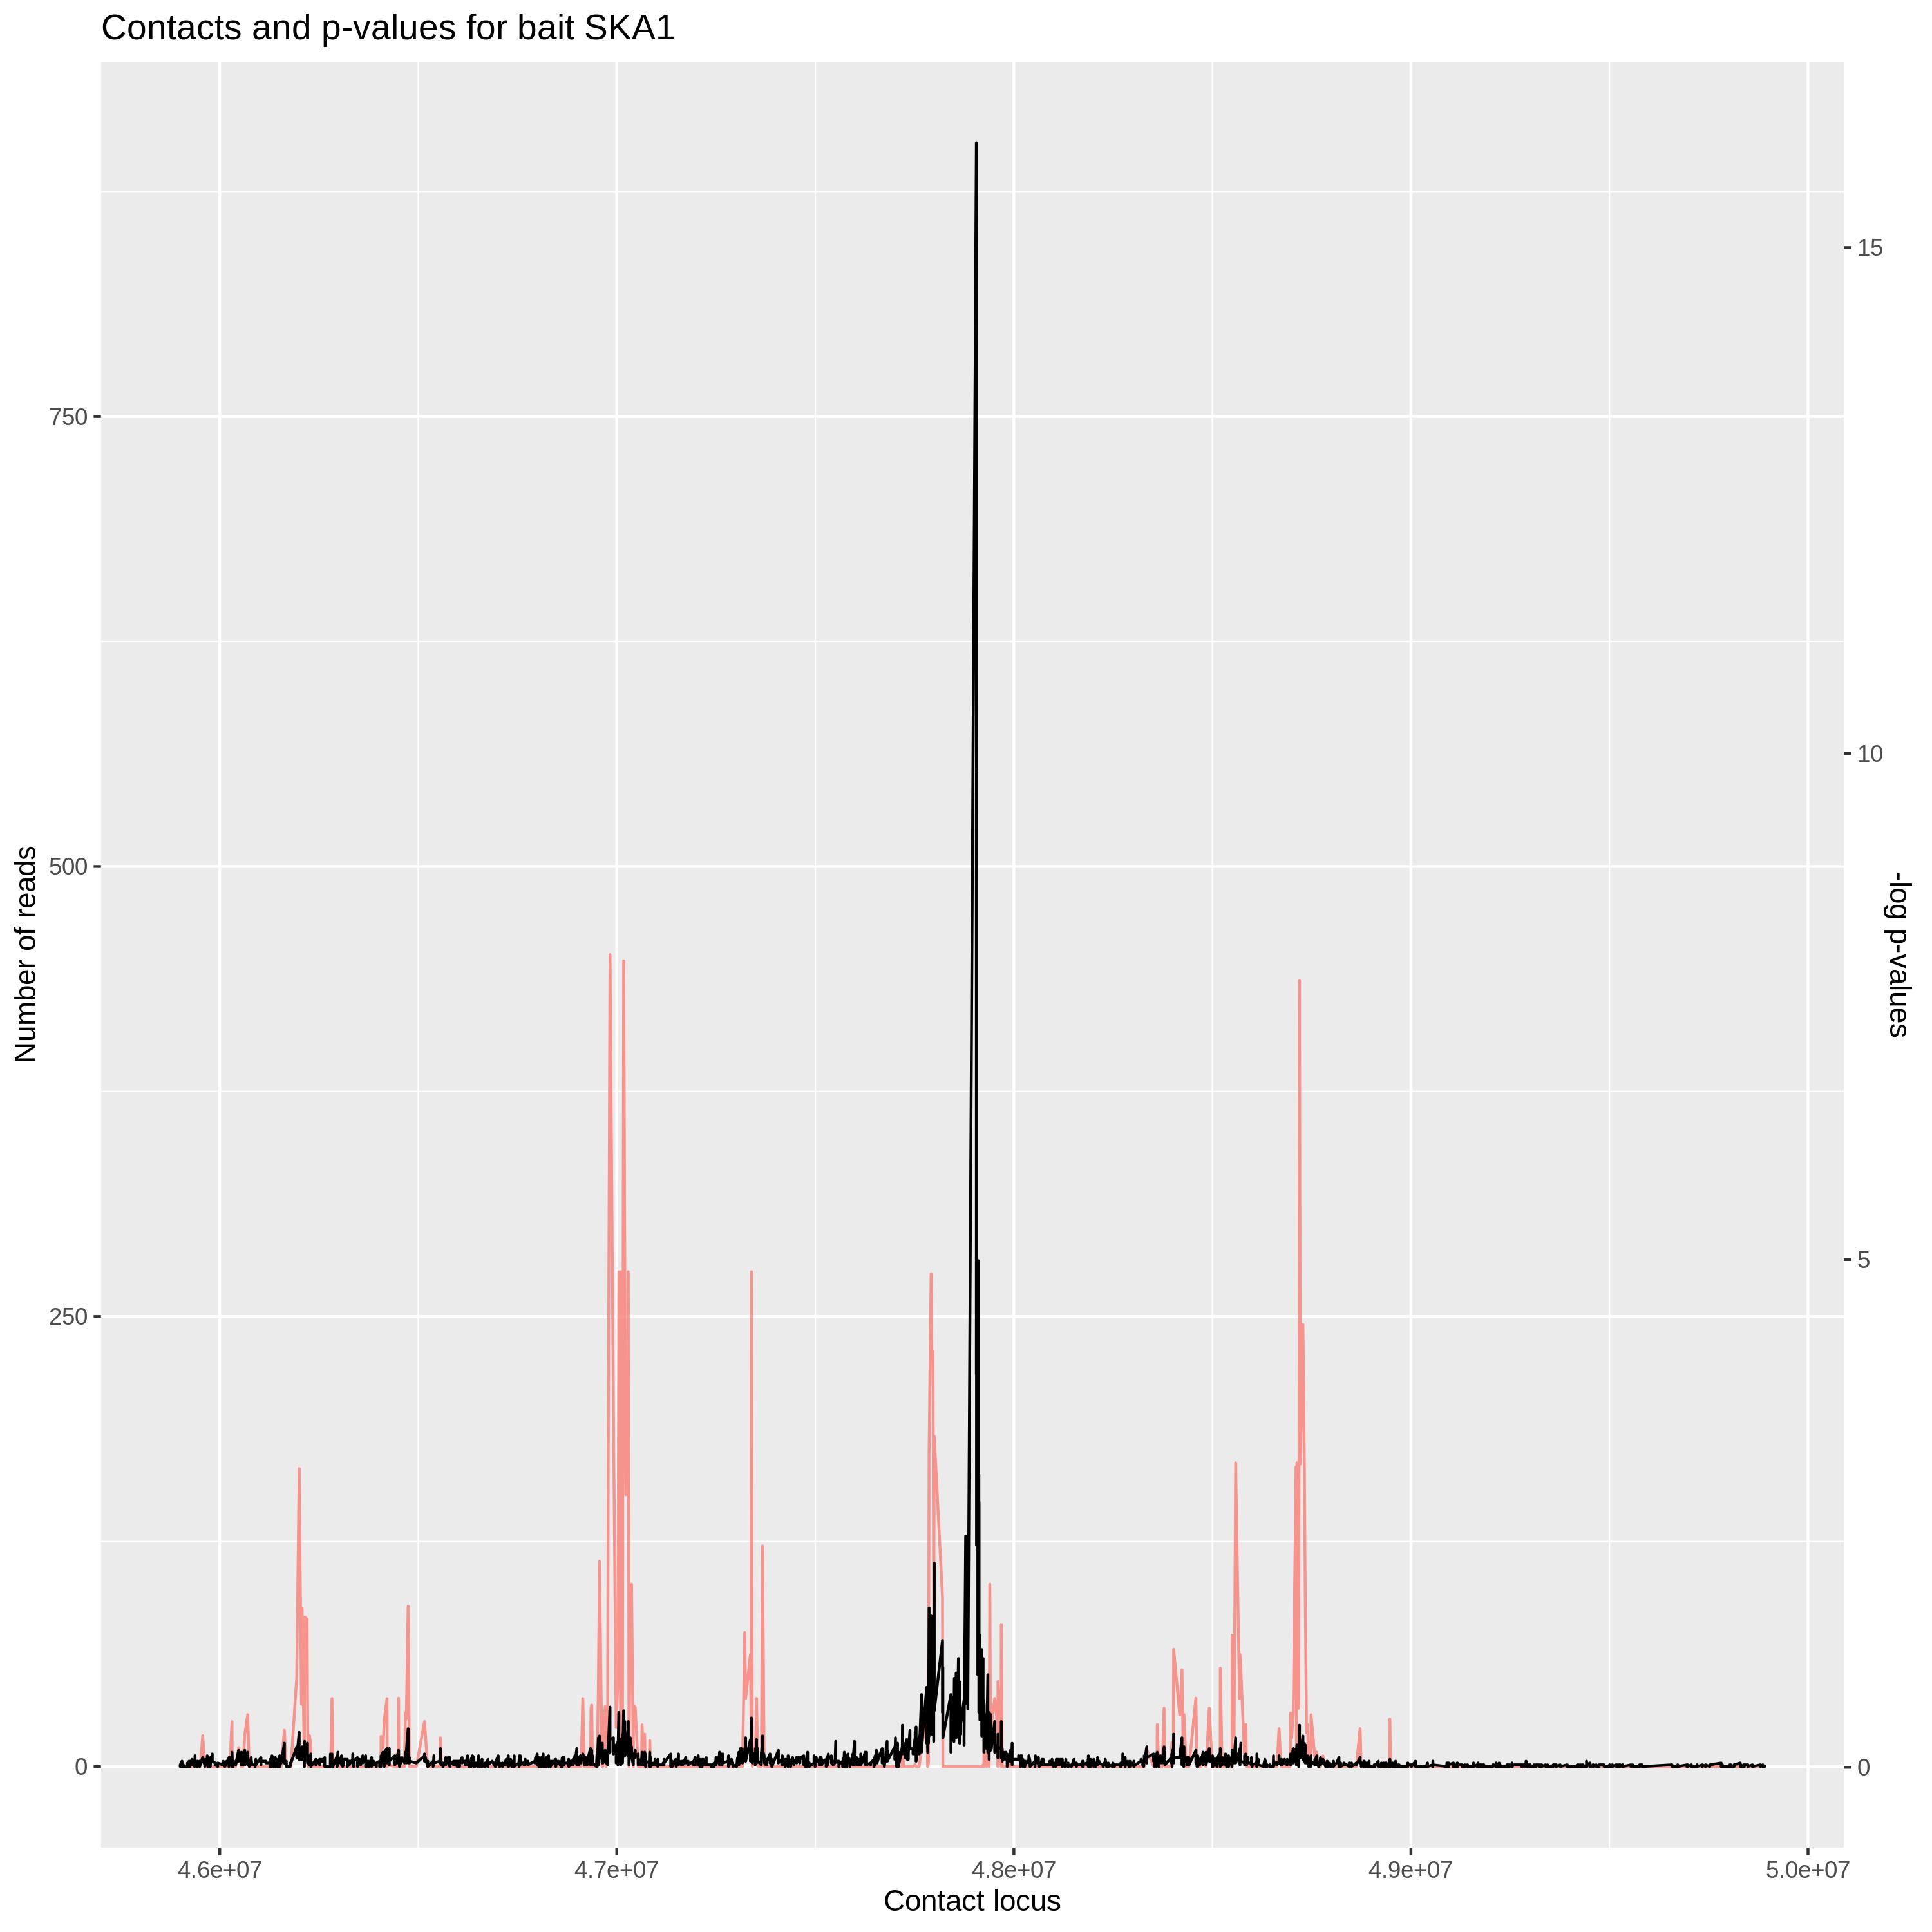 Contacts and p-values for bait SKA1
15
750
10
500
Number of reads
-log p-values
5
250
0
0
4.6e+07 4.7e+07 4.8e+07 4.9e+07 5.0e+07
Contact locus